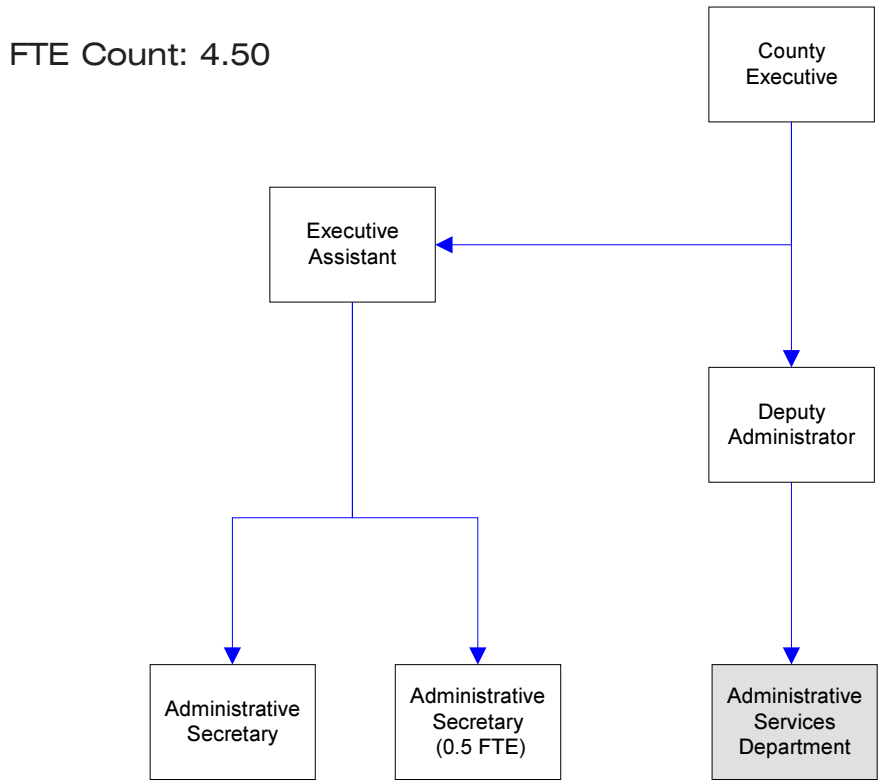 FTE Count: 4.50
County
Executive
Executive
Assistant
Deputy
Administrator
Administrative
Secretary
Administrative
Secretary
(0.5 FTE)
Administrative
Services
Department